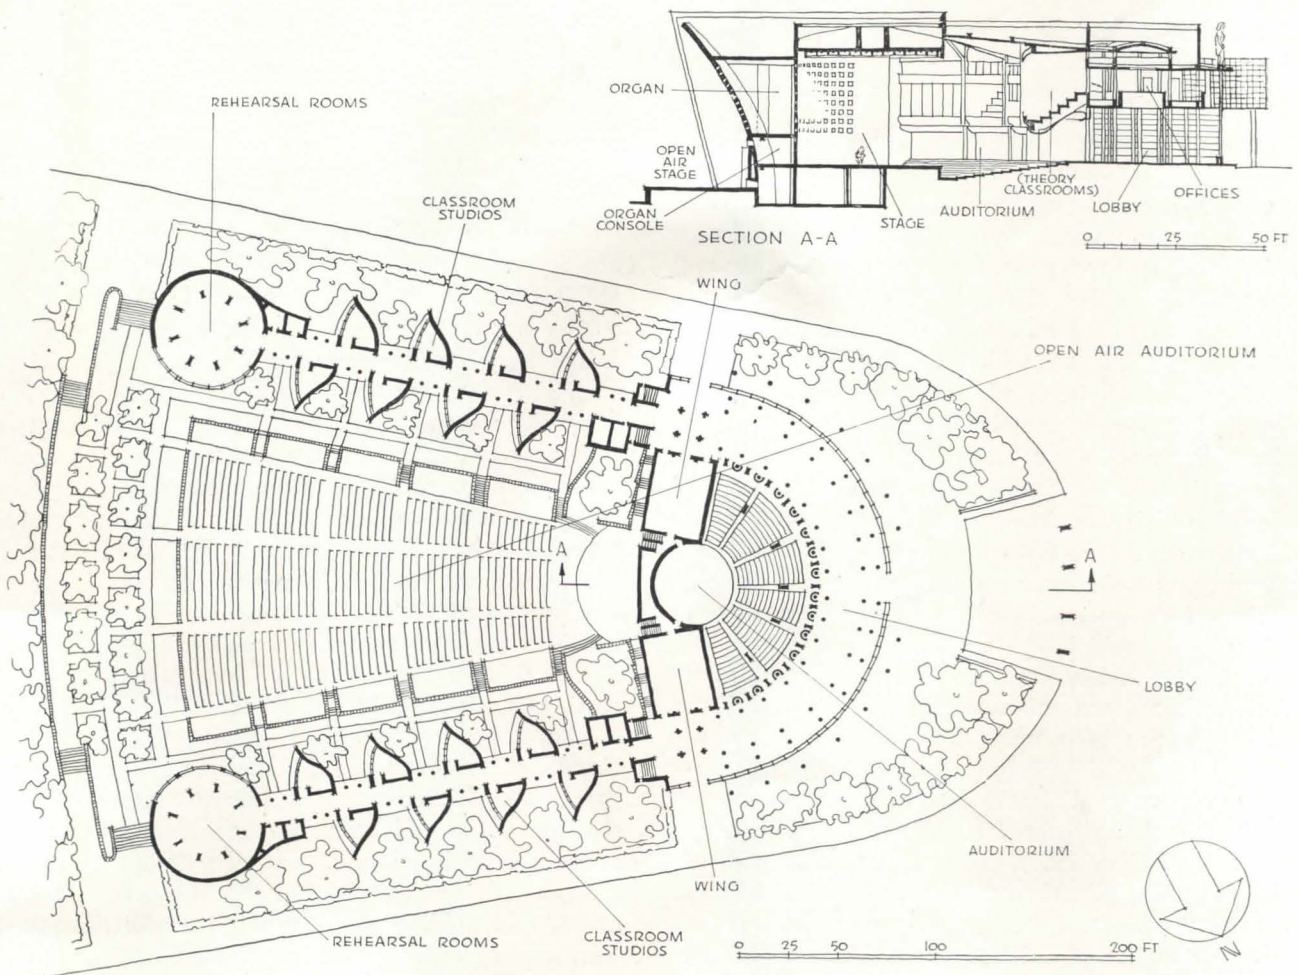 ORGAN
OPEN
AIR
STAGE
ORGAN
CONSOLE
STAGE
AUDITORIUM
(THEORY
CLASSROOMS)
LOBBY
OFFICES
SECTION A-A
0 25 50 FT
REHEARSAL ROOMS
CLASSROOM
STUDIOS
WING
OPEN AIR AUDITORIUM
A
A
LOBBY
AUDITORIUM
WING
REHEARSAL ROOMS
CLASSROOM
STUDIOS
0 25 50 100 200 FT
N